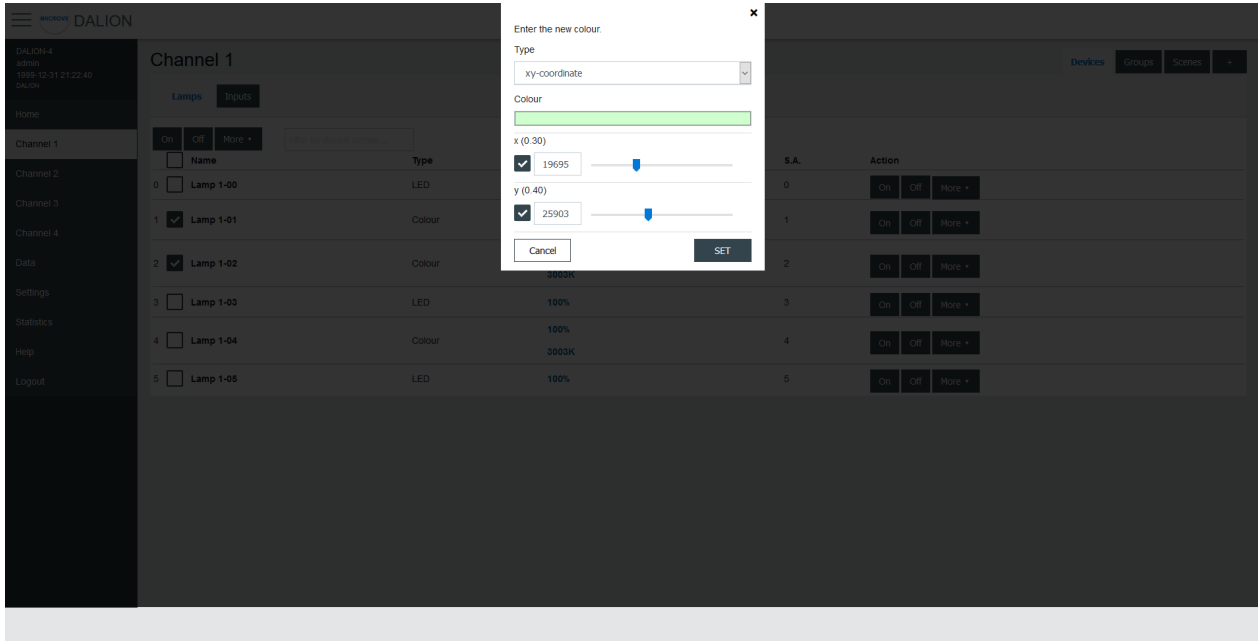 MICROVE DALION
DALION-4
admin
1999-12-31 21:22:40
DALION
Home
Channel 1
Channel 2
Channel 3
Channel 4
Data
Settings
Statistics
Help
Logout
Channel 1
Devices Groups Scenes +
Lamps Inputs
On Off More
Name Type S.A. Action
0 Lamp 1-00 LED 0 On Off More
1 Lamp 1-01 Colour 1 On Off More
2 Lamp 1-02 Colour 3003K 2 On Off More
3 Lamp 1-03 LED 100% 3 On Off More
4 Lamp 1-04 Colour 100% 4 On Off More
3003K
5 Lamp 1-05 LED 100% 5 On Off More
Enter the new colour.
Type
xy-coordinate
Colour
x (0.30)
19695
y (0.40)
25903
Cancel SET